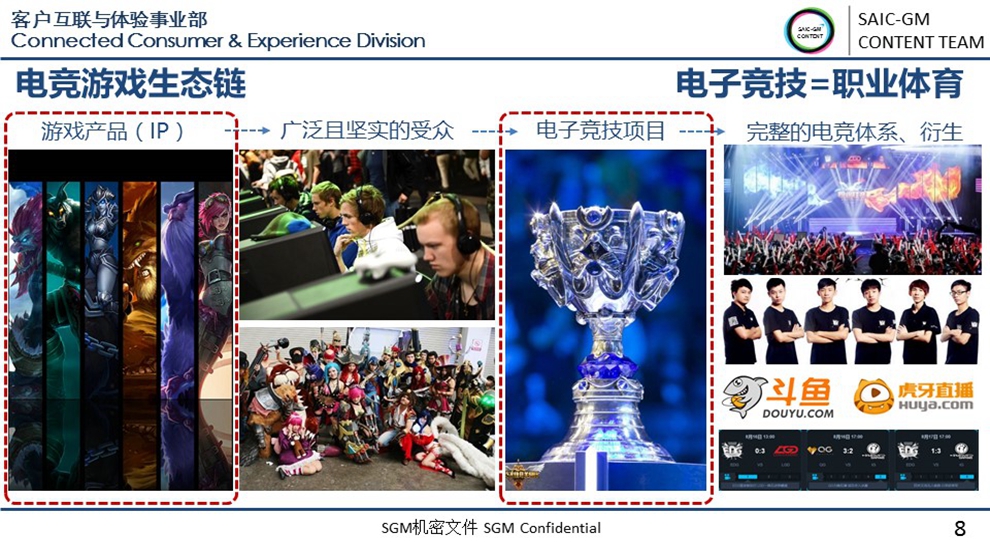 客户互联与体验事业部
Connected Consumer & Experience Division
SAIC-GM
CONTENT
SAIC-GM
CONTENT TEAM
电竞游戏生态链
电子竞技=职业体育
游戏产品（IP）
广泛且坚实的受众
电子竞技项目
完整的电竞体系、衍生
斗鱼
DOUYU.COM
虎牙直播
HUYA.com
0:3
LGD
OG
3:2
1:3
SGM机密文件 SGM Confidential
8